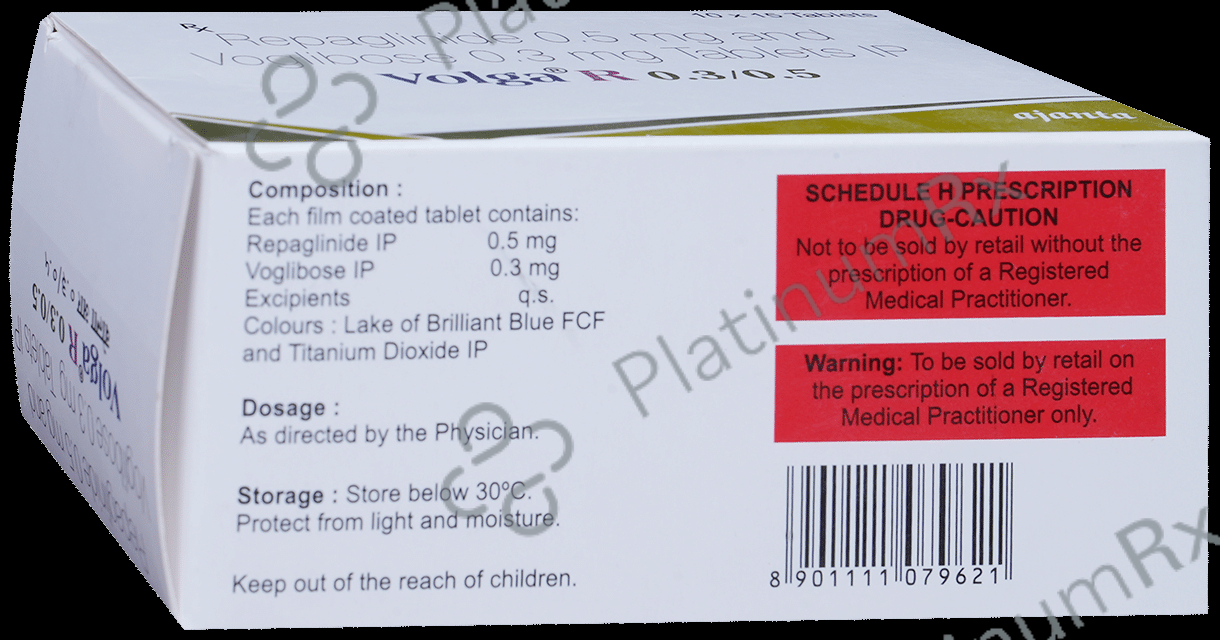 10 x 15 Tablets
Rx Repaglinide 0.5 mg and
Voglibose 0.3 mg Tablets IP
volga® R 0.3/0.5
ajanta
Composition :
Each film coated tablet contains:
Repaglinide IP 0.5 mg
Voglibose IP 0.3 mg
Excipients q.s.
Colours : Lake of Brilliant Blue FCF
and Titanium Dioxide IP
Dosage :
As directed by the Physician.
Storage : Store below 30ºC.
Protect from light and moisture.
Keep out of the reach of children.
SCHEDULE H PRESCRIPTION
DRUG-CAUTION
Not to be sold by retail without the
prescription of a Registered
Medical Practitioner.
Warning: To be sold by retail on
the prescription of a Registered
Medical Practitioner only.
8 901111 079621
volga® R 0.3/0.5
PlatinumRx
PlatinumRx
PlatinumRx